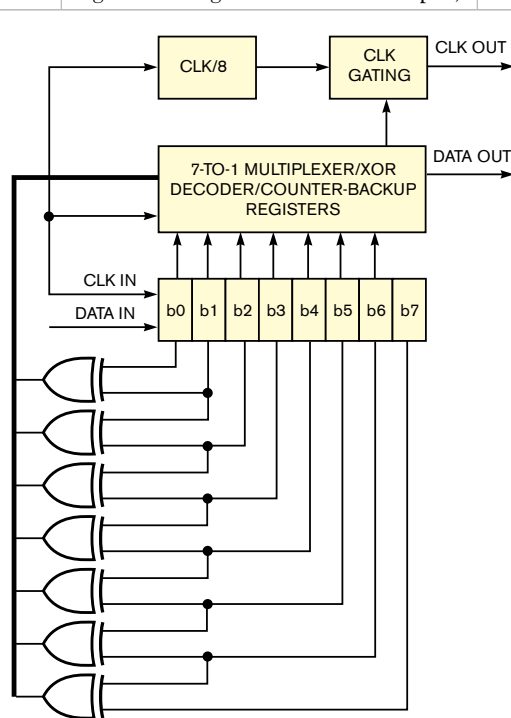 CLK/8
CLK
GATING
CLK OUT
7-TO-1 MULTIPLEXER/XOR
DECODER/COUNTER-BACKUP
REGISTERS
DATA OUT
CLK IN
DATA IN
b0 b1 b2 b3 b4 b5 b6 b7